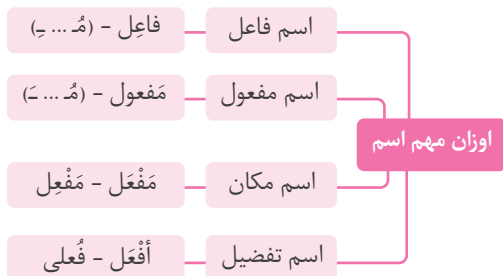 اسم فاعل فاعِل - (مُـ ... ـِ)
اسم مفعول مَفعول - (مُـ ... ـَ)
اوزان مهم اسم
اسم مکان مَفْعَل - مَفْعِل
اسم تفضیل أفْعَل - فُعلی